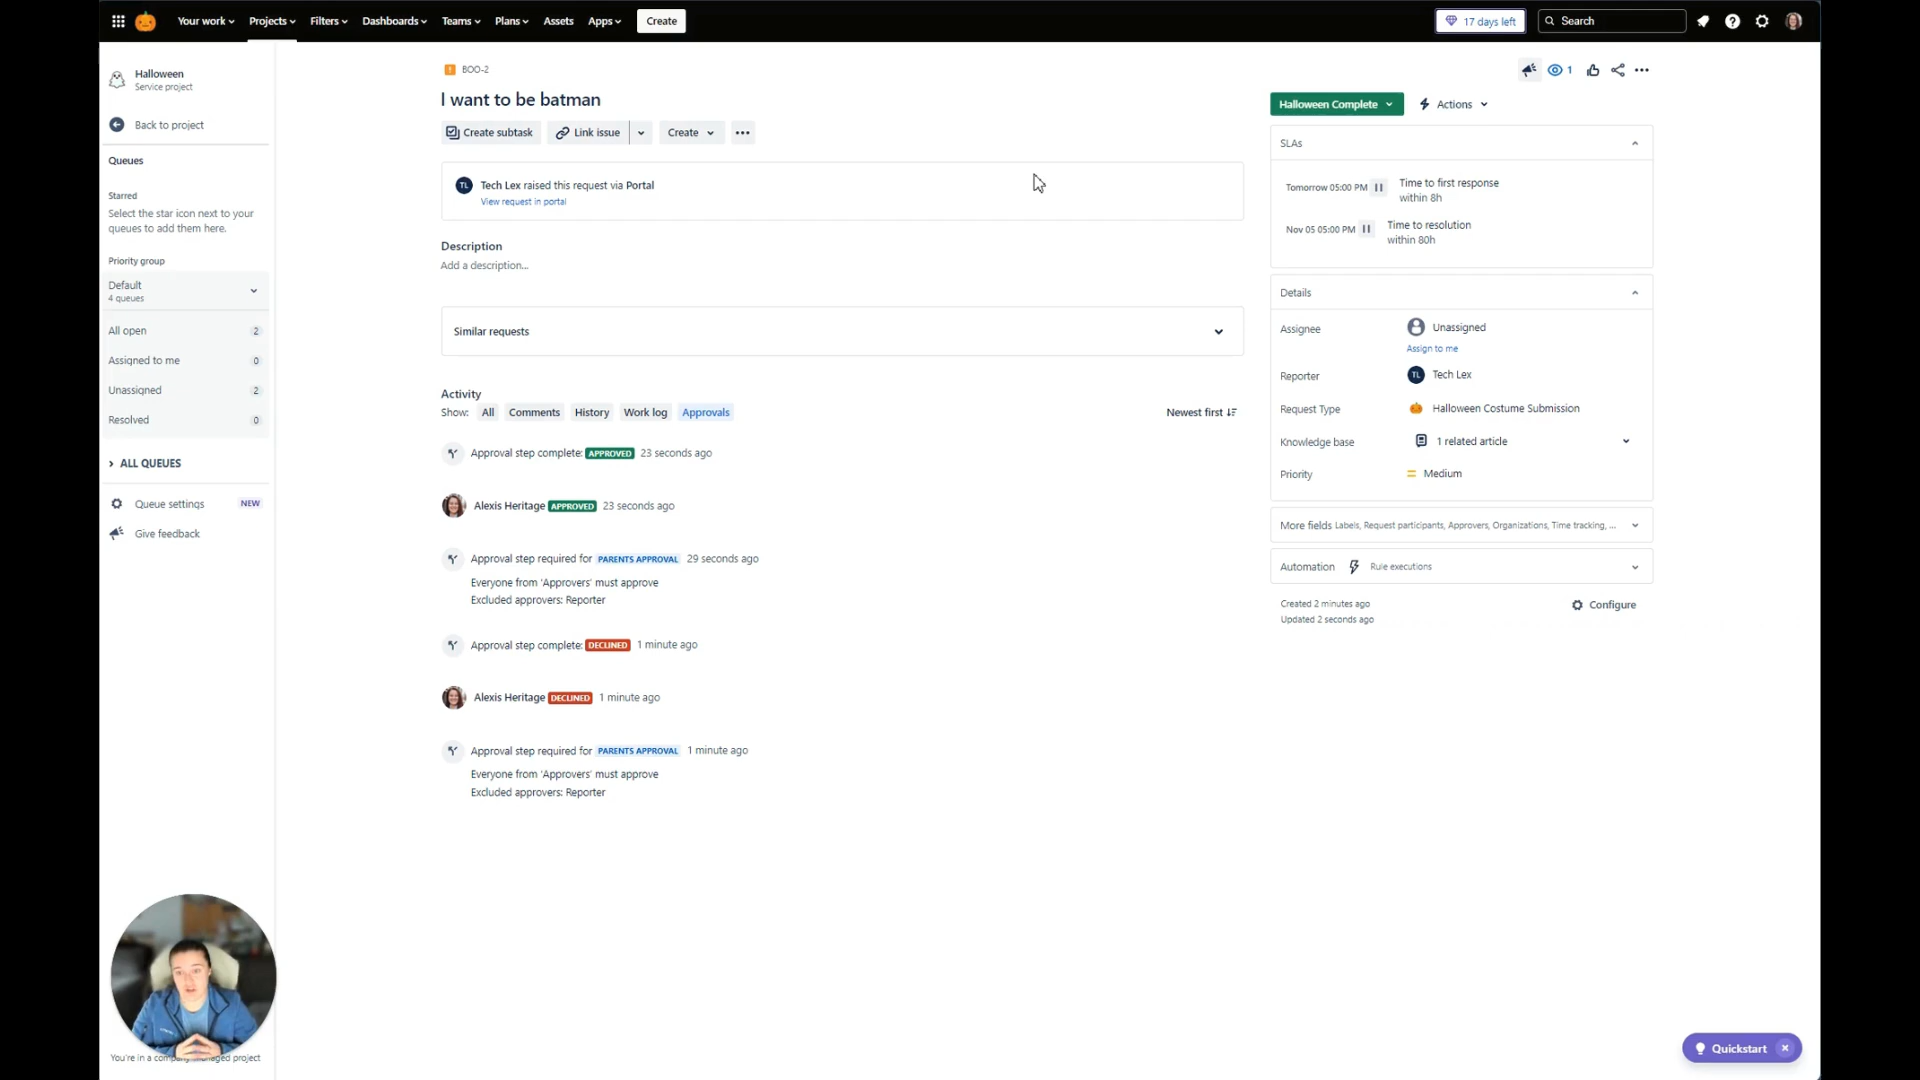 Your work Projects Filters Dashboards Teams Plans Assets Apps Create 17 days left Search
Halloween
Service project
Back to project
Queues
Starred
Select the star icon next to your
queues to add them here.
Priority group
Default
4 queues
All open 2
Assigned to me 0
Unassigned 2
Resolved 0
ALL QUEUES
Queue settings NEW
Give feedback
You're in a company-managed project
BOO-2
I want to be batman
Create subtask Link issue Create
TL Tech Lex raised this request via Portal
View request in portal
Description
Add a description...
Similar requests
Activity
Show: All Comments History Work log Approvals Newest first
Approval step complete: APPROVED 23 seconds ago
Alexis Heritage APPROVED 23 seconds ago
Approval step required for PARENTS APPROVAL 29 seconds ago
Everyone from 'Approvers' must approve
Excluded approvers: Reporter
Approval step complete: DECLINED 1 minute ago
Alexis Heritage DECLINED 1 minute ago
Approval step required for PARENTS APPROVAL 1 minute ago
Everyone from 'Approvers' must approve
Excluded approvers: Reporter
1
Halloween Complete Actions
SLAs
Tomorrow 05:00 PM Time to first response
within 8h
Nov 05 05:00 PM Time to resolution
within 80h
Details
Assignee Unassigned
Assign to me
Reporter TL Tech Lex
Request Type Halloween Costume Submission
Knowledge base 1 related article
Priority Medium
More fields Labels, Request participants, Approvers, Organizations, Time tracking, ...
Automation Rule executions
Created 2 minutes ago Configure
Updated 2 seconds ago
Quickstart